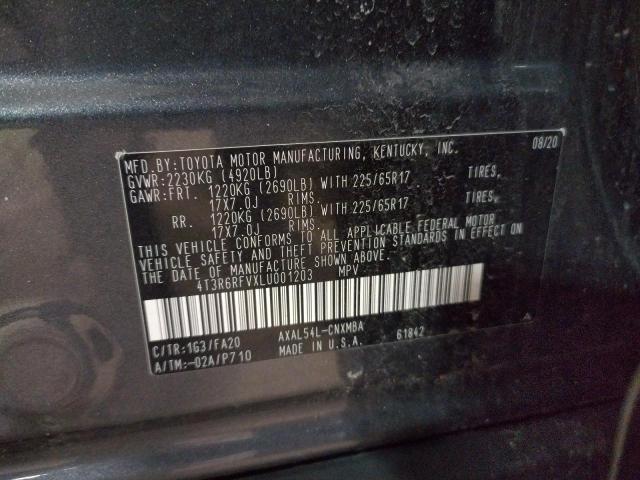 MFD.BY:TOYOTA MOTOR MANUFACTURING, KENTUCKY, INC. 08/20
GVWR:2230KG (4920LB)
GAWR:FRT. 1220KG (2690LB) WITH 225/65R17 TIRES,
17X7.0J RIMS.
RR. 1220KG (2690LB) WITH 225/65R17 TIRES,
17X7.0J RIMS.
THIS VEHICLE CONFORMS TO ALL APPLICABLE FEDERAL MOTOR
VEHICLE SAFETY AND THEFT PREVENTION STANDARDS IN EFFECT ON
THE DATE OF MANUFACTURE SHOWN ABOVE.
4T3R6RFVXLU001203 MPV
C/TR:1G3/FA20 AXAL54L-CNXMBA 61842
A/TM:-02A/P710 MADE IN U.S.A.